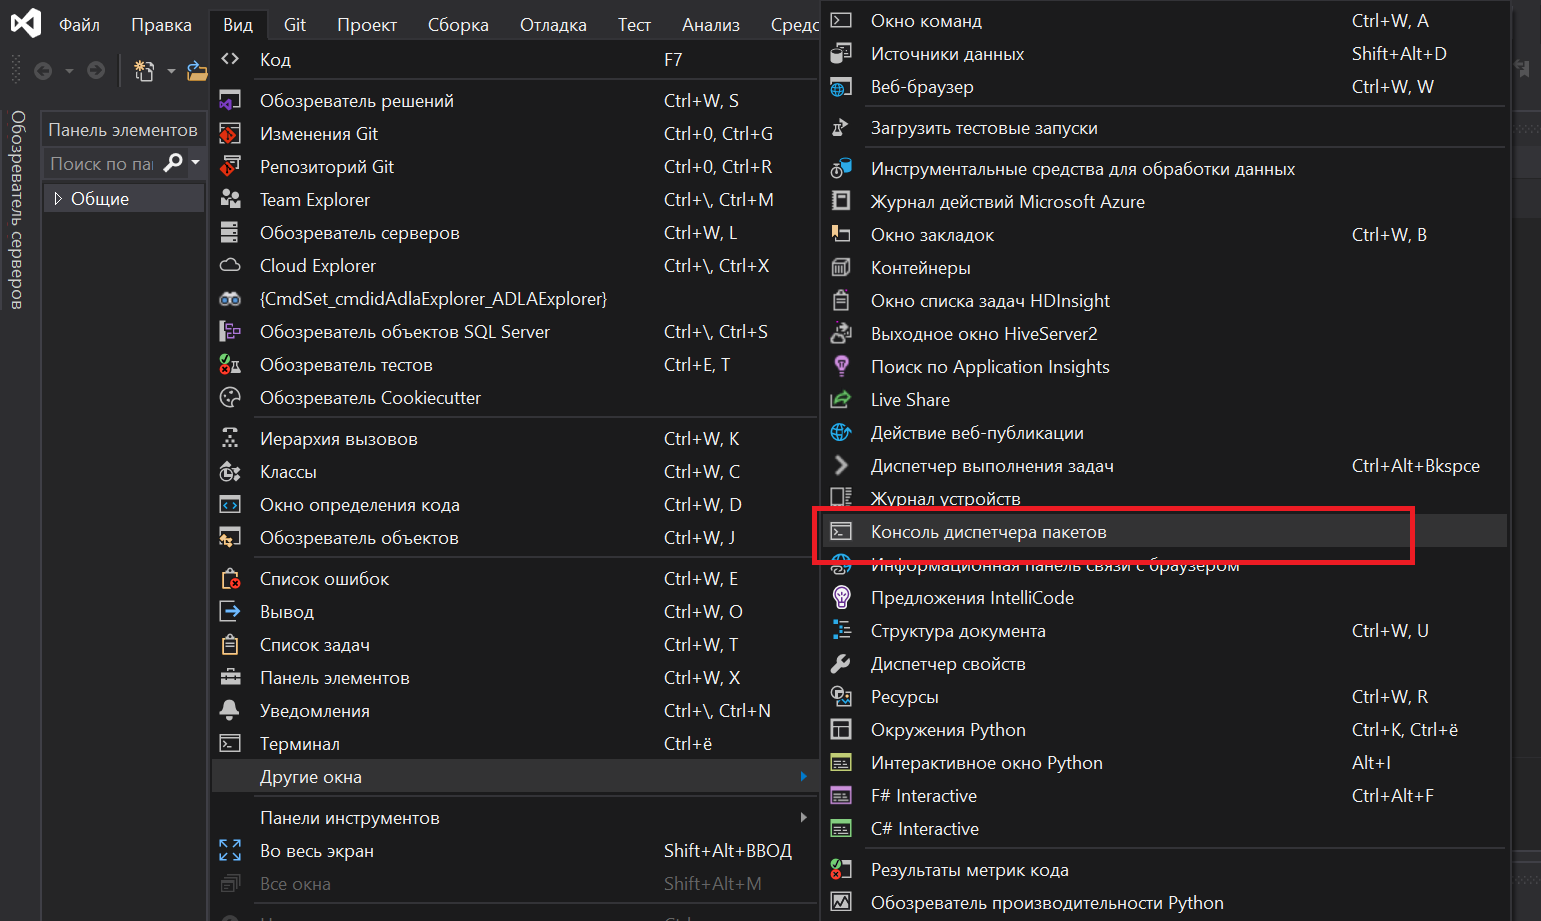 Файл Правка Вид Git Проект Сборка Отладка Тест Анализ Средс
Обозреватель серверов
Панель элементов
Поиск по па
Общие
Код F7
Обозреватель решений Ctrl+W, S
Изменения Git Ctrl+0, Ctrl+G
Репозиторий Git Ctrl+0, Ctrl+R
Team Explorer Ctrl+\, Ctrl+M
Обозреватель серверов Ctrl+W, L
Cloud Explorer Ctrl+\, Ctrl+X
{CmdSet_cmdidAdlaExplorer_ADLAExplorer}
Обозреватель объектов SQL Server Ctrl+\, Ctrl+S
Обозреватель тестов Ctrl+E, T
Обозреватель Cookiecutter
Иерархия вызовов Ctrl+W, K
Классы Ctrl+W, C
Окно определения кода Ctrl+W, D
Обозреватель объектов Ctrl+W, J
Список ошибок Ctrl+W, E
Вывод Ctrl+W, O
Список задач Ctrl+W, T
Панель элементов Ctrl+W, X
Уведомления Ctrl+\, Ctrl+N
Терминал Ctrl+ё
Другие окна
Панели инструментов
Во весь экран Shift+Alt+ВВОД
Все окна Shift+Alt+M
Окно команд Ctrl+W, A
Источники данных Shift+Alt+D
Веб-браузер Ctrl+W, W
Загрузить тестовые запуски
Инструментальные средства для обработки данных
Журнал действий Microsoft Azure
Окно закладок Ctrl+W, B
Контейнеры
Окно списка задач HDInsight
Выходное окно HiveServer2
Поиск по Application Insights
Live Share
Действие веб-публикации
Диспетчер выполнения задач Ctrl+Alt+Bkspce
Журнал устройств
Консоль диспетчера пакетов
Информационная панель связи с браузером
Предложения IntelliCode
Структура документа Ctrl+W, U
Диспетчер свойств
Ресурсы Ctrl+W, R
Окружения Python Ctrl+K, Ctrl+ё
Интерактивное окно Python Alt+I
F# Interactive Ctrl+Alt+F
C# Interactive
Результаты метрик кода
Обозреватель производительности Python